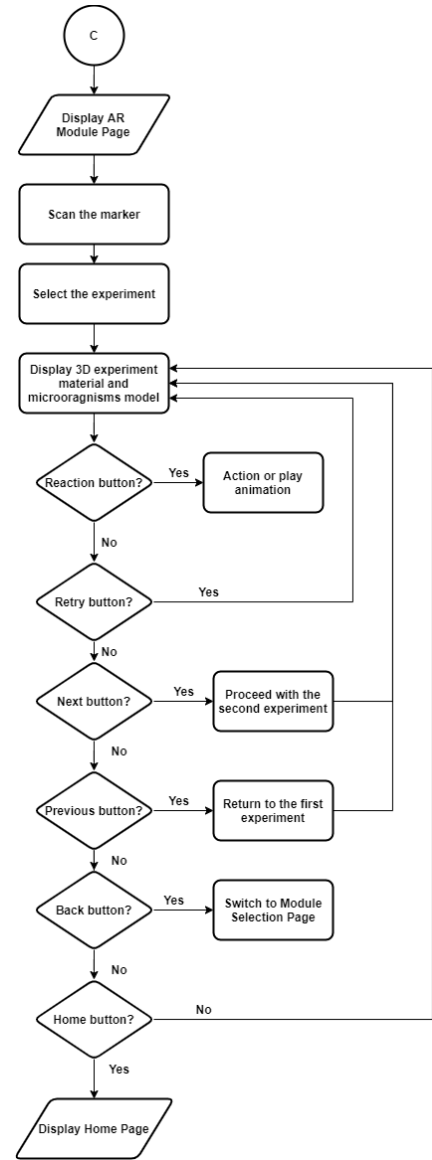 C
Display AR
Module Page
Scan the marker
Select the experiment
Display 3D experiment
material and
microoragnisms model
Reaction button?
Yes
Action or play
animation
No
Retry button?
Yes
No
Next button?
Yes
Proceed with the
second experiment
No
Previous button?
Yes
Return to the first
experiment
No
Back button?
Yes
Switch to Module
Selection Page
No
Home button?
No
Yes
Display Home Page